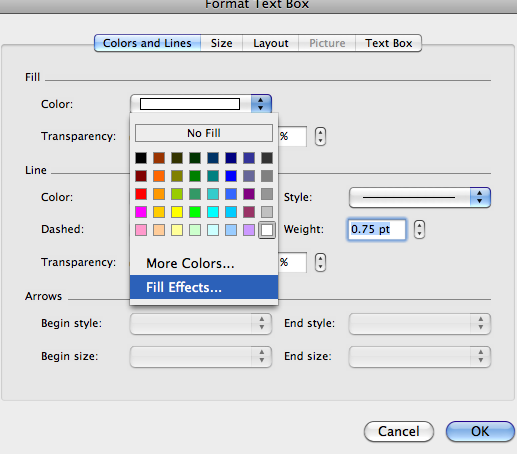 Format Text Box
Colors and Lines Size Layout Picture Text Box
Fill
Color:
No Fill
Transparency: %
Line
Color: Style:
Dashed: Weight: 0.75 pt
More Colors...
Transparency: %
Fill Effects...
Arrows
Begin style: End style:
Begin size: End size:
Cancel OK